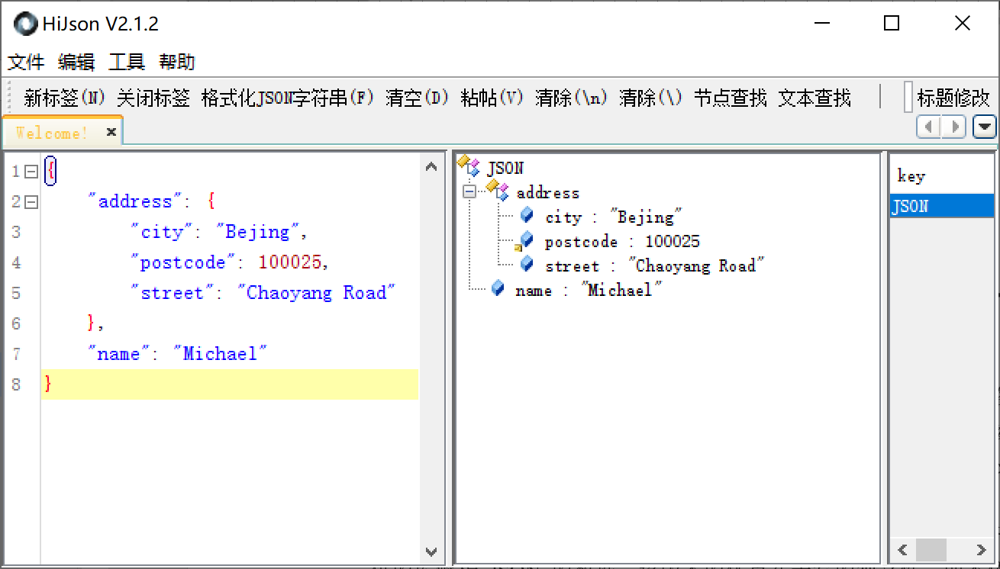 HiJson V2.1.2
文件 编辑 工具 帮助
新标签(N) 关闭标签 格式化JSON字符串(F) 清空(D) 粘帖(V) 清除(\n) 清除(\) 节点查找 文本查找 标题修改
Welcome!
1 {
2 "address": {
3 "city": "Bejing",
4 "postcode": 100025,
5 "street": "Chaoyang Road"
6 },
7 "name": "Michael"
8 }
JSON
address
city : "Bejing"
postcode : 100025
street : "Chaoyang Road"
name : "Michael"
key
JSON